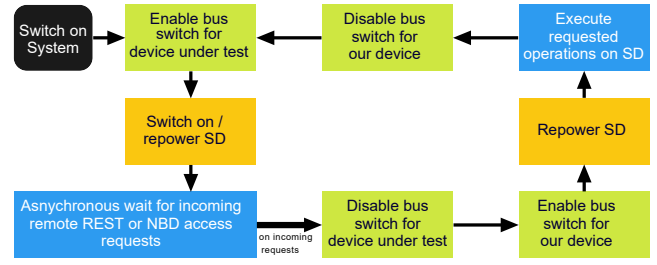 Switch on
System
Enable bus
switch for
device under test
Disable bus
switch for
our device
Execute
requested
operations on SD
Switch on /
repower SD
Repower SD
Asnychronous wait for incoming
remote REST or NBD access
requests
on incoming
requests
Disable bus
switch for
device under test
Enable bus
switch for
our device